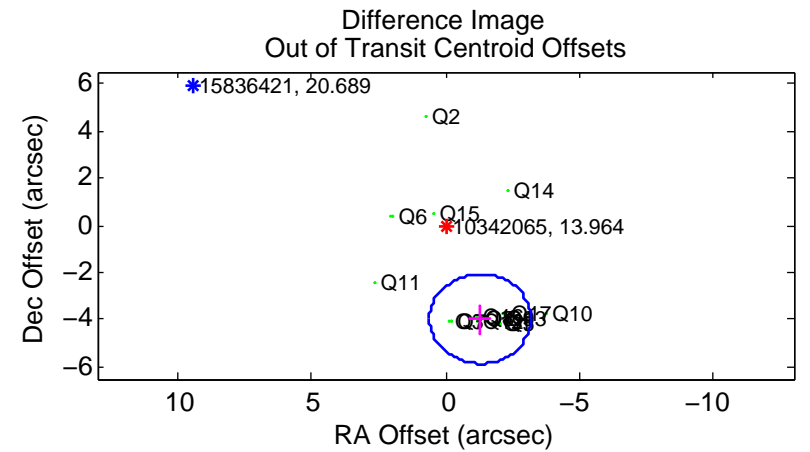 Difference Image
Out of Transit Centroid Offsets
Dec Offset (arcsec)
6
4
2
0
−2
−4
−6
15836421, 20.689
Q2
Q14
Q6
Q15
10342065, 13.964
Q11
Q17
Q10
10
5
0
−5
−10
RA Offset (arcsec)